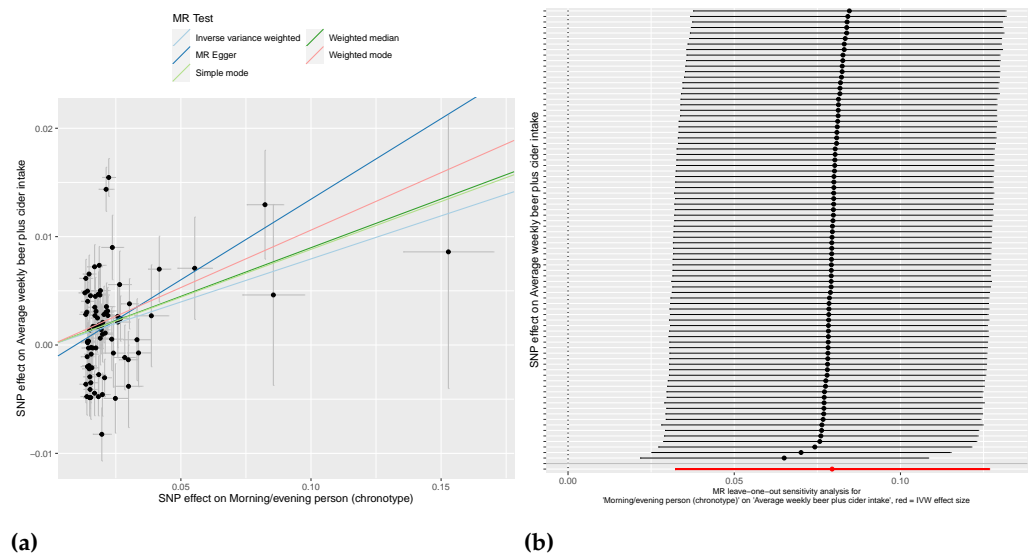 MR Test
Inverse variance weighted
MR Egger
Simple mode
Weighted median
Weighted mode
SNP effect on Average weekly beer plus cider intake
0.02
0.01
0.00
−0.01
0.05
0.10
0.15
SNP effect on Morning/evening person (chronotype)
(a)
SNP effect on Average weekly beer plus cider intake
0.00
0.05
0.10
MR leave−one−out sensitivity analysis for
'Morning/evening person (chronotype)' on 'Average weekly beer plus cider intake', red = IVW effect size
(b)